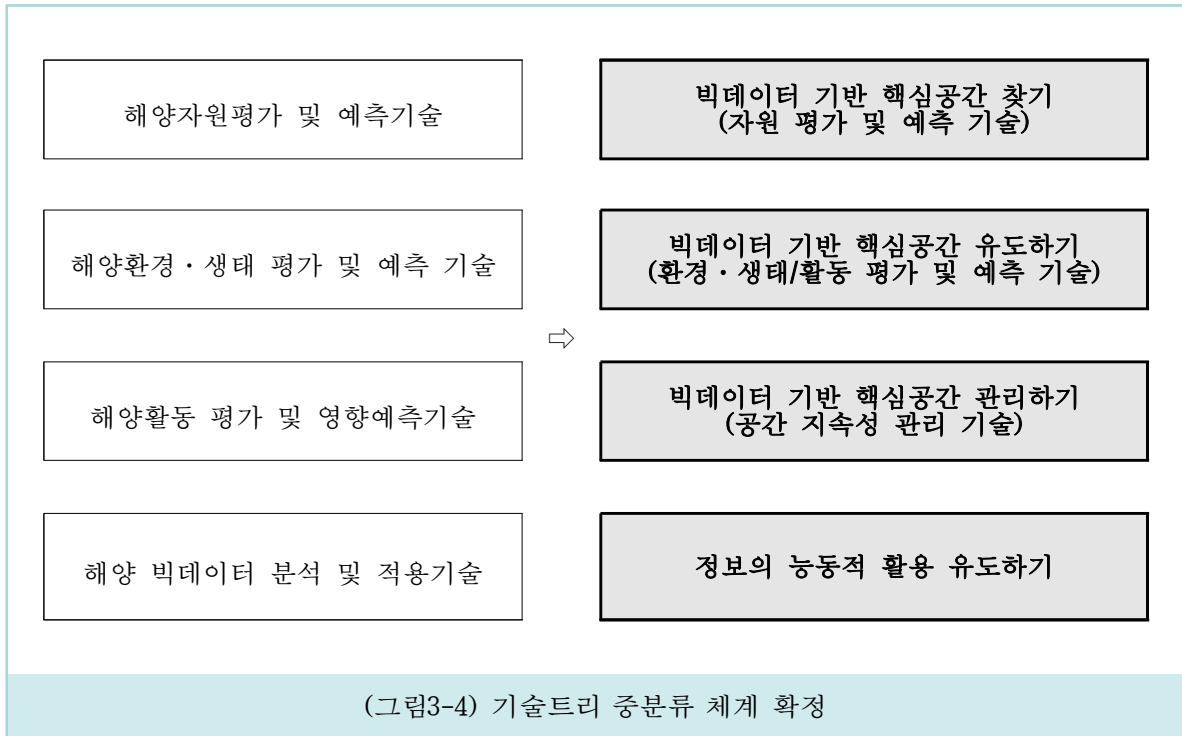 해양자원평가 및 예측기술
빅데이터 기반 핵심공간 찾기
(자원 평가 및 예측 기술)
해양환경・생태 평가 및 예측 기술
빅데이터 기반 핵심공간 유도하기
(환경・생태/활동 평가 및 예측 기술)
⇨
해양활동 평가 및 영향예측기술
빅데이터 기반 핵심공간 관리하기
(공간 지속성 관리 기술)
해양 빅데이터 분석 및 적용기술
정보의 능동적 활용 유도하기
(그림3-4) 기술트리 중분류 체계 확정